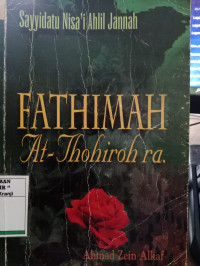 Sayyidatu Nisa'i Ahlil Jannah
FATHIMAH
At-Thohiroh ra.
Ahmad Zein Alkaf